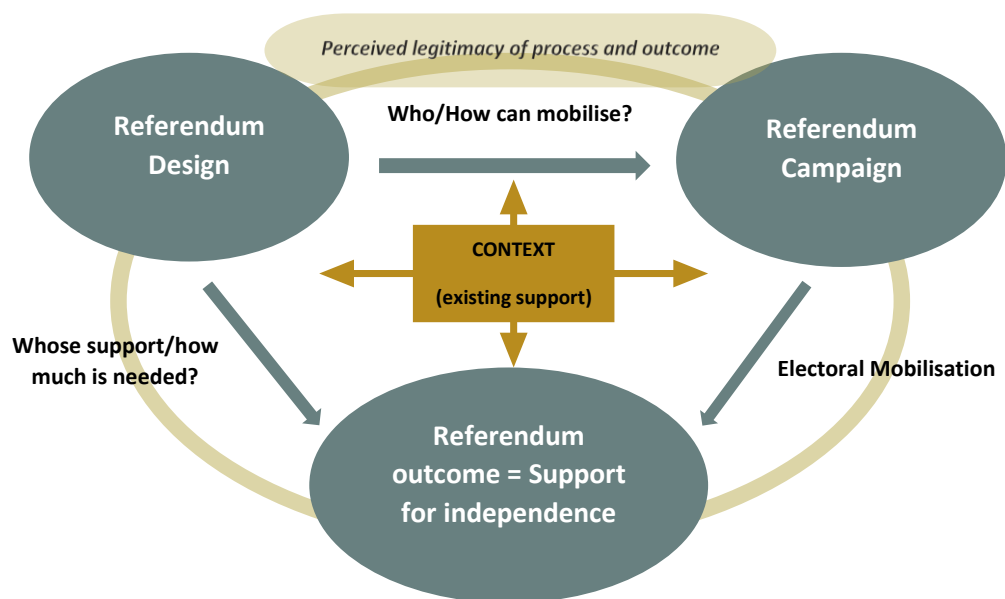 Perceived legitimacy of process and outcome
Who/How can mobilise?
Referendum
Design
Referendum
Campaign
CONTEXT
(existing support)
Whose support/how
much is needed?
Electoral Mobilisation
Referendum
outcome = Support
for independence